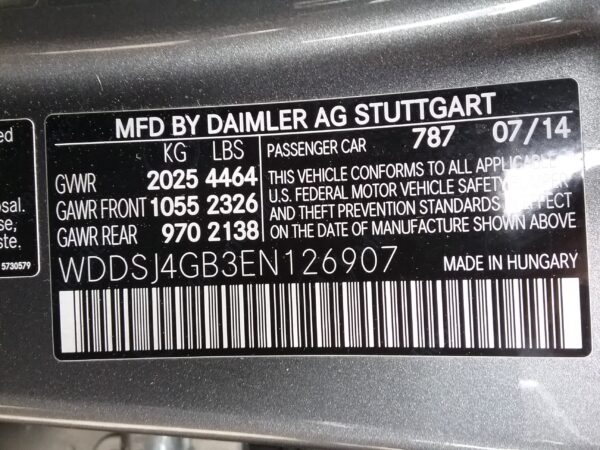 MFD BY DAIMLER AG STUTTGART
KG LBS
GVWR 2025 4464
GAWR FRONT 1055 2326
GAWR REAR 970 2138
PASSENGER CAR 787 07/14
THIS VEHICLE CONFORMS TO ALL APPLICABLE
U.S. FEDERAL MOTOR VEHICLE SAFETY
AND THEFT PREVENTION STANDARDS IN EFFECT
ON THE DATE OF MANUFACTURE SHOWN ABOVE
WDDSJ4GB3EN126907 MADE IN HUNGARY
ed
osal.
se,
ste.
5730579